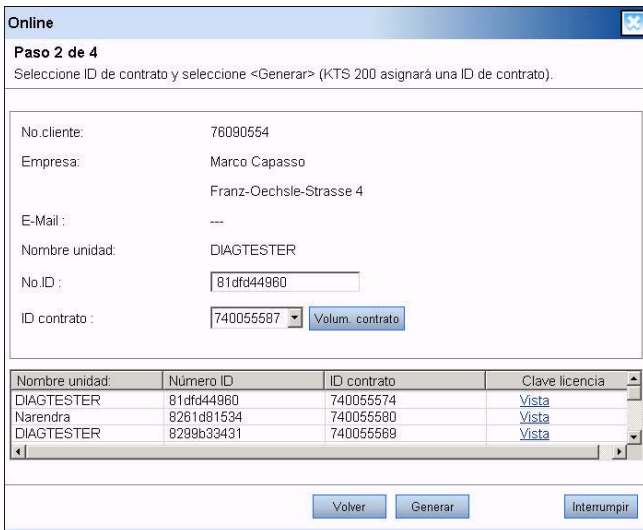 Online
Paso 2 de 4
Seleccione ID de contrato y seleccione <Generar> (KTS 200 asignará una ID de contrato).
No.cliente: 76090554
Empresa: Marco Capasso
Franz-Oechsle-Strasse 4
E-Mail : ---
Nombre unidad: DIAGTESTER
No.ID : 81dfd44960
ID contrato : 740055587 Volum. contrato
Nombre unidad: Número ID ID contrato Clave licencia
DIAGTESTER 81dfd44960 740055574 Vista
Narendra 8261d81534 740055580 Vista
DIAGTESTER 8299b33431 740055569 Vista
Volver Generar Interrumpir